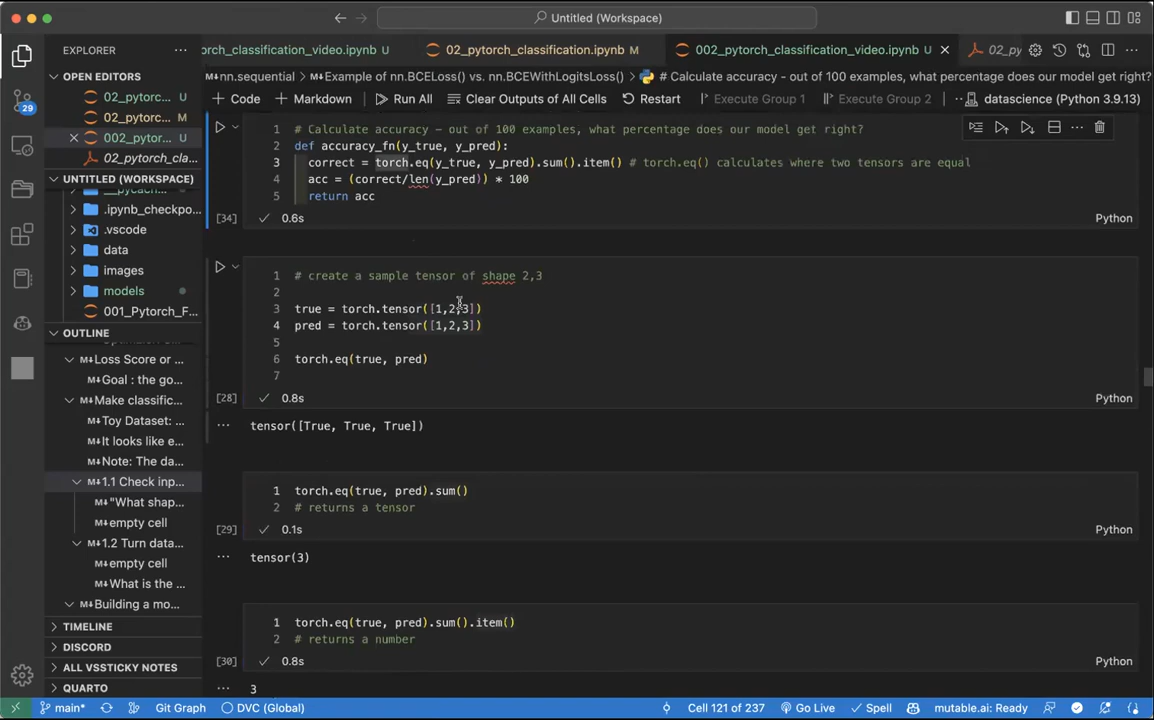 Untitled (Workspace)
EXPLORER
orch_classification_video.ipynb U
02_pytorch_classification.ipynb M
002_pytorch_classification_video.ipynb U
02_py
OPEN EDITORS
nn.sequential > Example of nn.BCELoss() vs. nn.BCEWithLogitsLoss() > # Calculate accuracy - out of 100 examples, what percentage does our model get right?
02_pytorc... U
02_pytorc... M
002_pytor... U
02_pytorch_cla...
Code
Markdown
Run All
Clear Outputs of All Cells
Restart
Execute Group 1
Execute Group 8
datascience (Python 3.9.13)
UNTITLED (WORKSPACE)
__pycach
.ipynb_checkpo...
.vscode
data
images
models
001_Pytorch_F...
OUTLINE
Loss Score or ...
Goal : the go...
Make classific...
Toy Dataset: ...
It looks like e...
Note: The da...
1.1 Check inp...
"What shap...
empty cell
1.2 Turn data...
empty cell
What is the ...
Building a mo...
TIMELINE
DISCORD
ALL VSSTICKY NOTES
QUARTO
29
1 # Calculate accuracy - out of 100 examples, what percentage does our model get right?
2 def accuracy_fn(y_true, y_pred):
3 correct = torch.eq(y_true, y_pred).sum().item() # torch.eq() calculates where two tensors are equal
4 acc = (correct/len(y_pred)) * 100
5 return acc
[34] 0.6s Python
1 # create a sample tensor of shape 2,3
2
3 true = torch.tensor([1,2,3])
4 pred = torch.tensor([1,2,3])
5
6 torch.eq(true, pred)
7
[28] 0.8s Python
tensor([True, True, True])
1 torch.eq(true, pred).sum()
2 # returns a tensor
[29] 0.1s Python
tensor(3)
1 torch.eq(true, pred).sum().item()
2 # returns a number
[30] 0.8s Python
3
main*
Git Graph
DVC (Global)
Cell 121 of 237
Go Live
Spell
mutable.ai: Ready